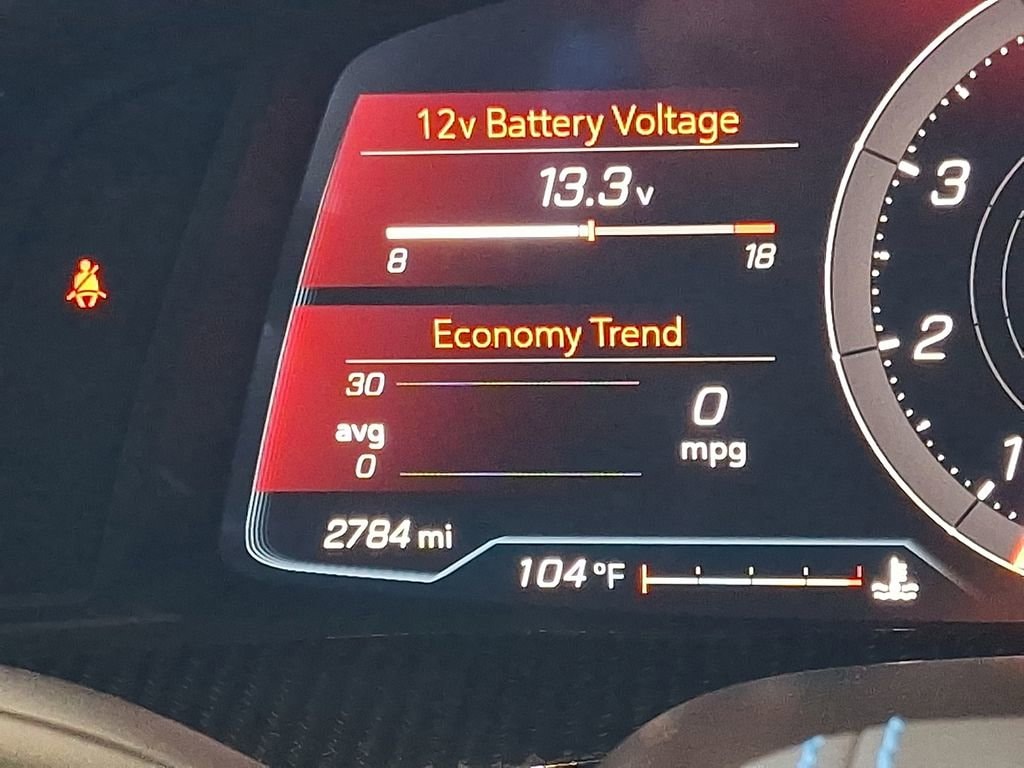 12v Battery Voltage
13.3 v
8 18
Economy Trend
30
avg
0
0
mpg
2784 mi
104 °F
3
2
1